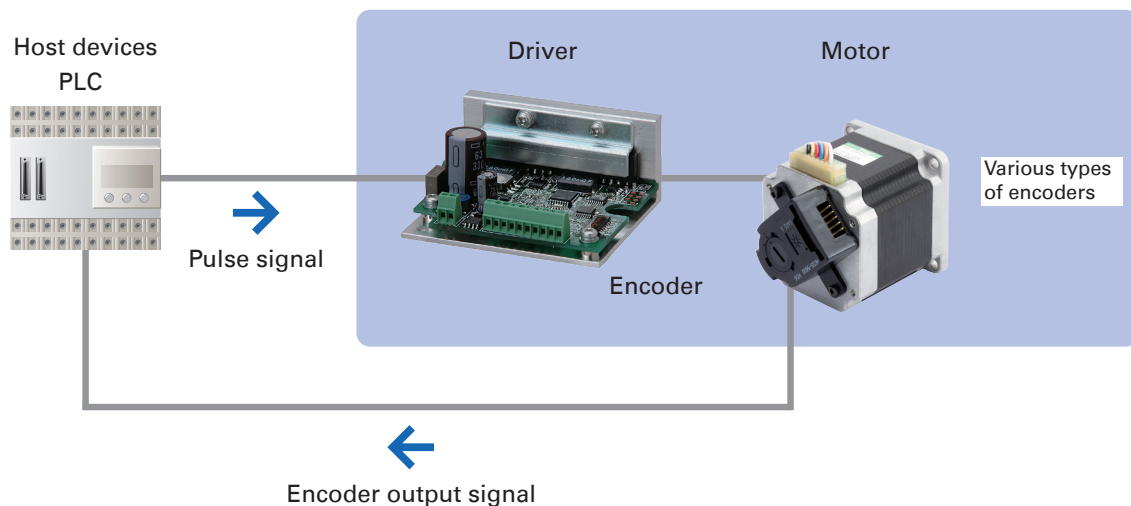 Host devices
PLC
Driver
Motor
Various types
of encoders
Pulse signal
Encoder
Encoder output signal